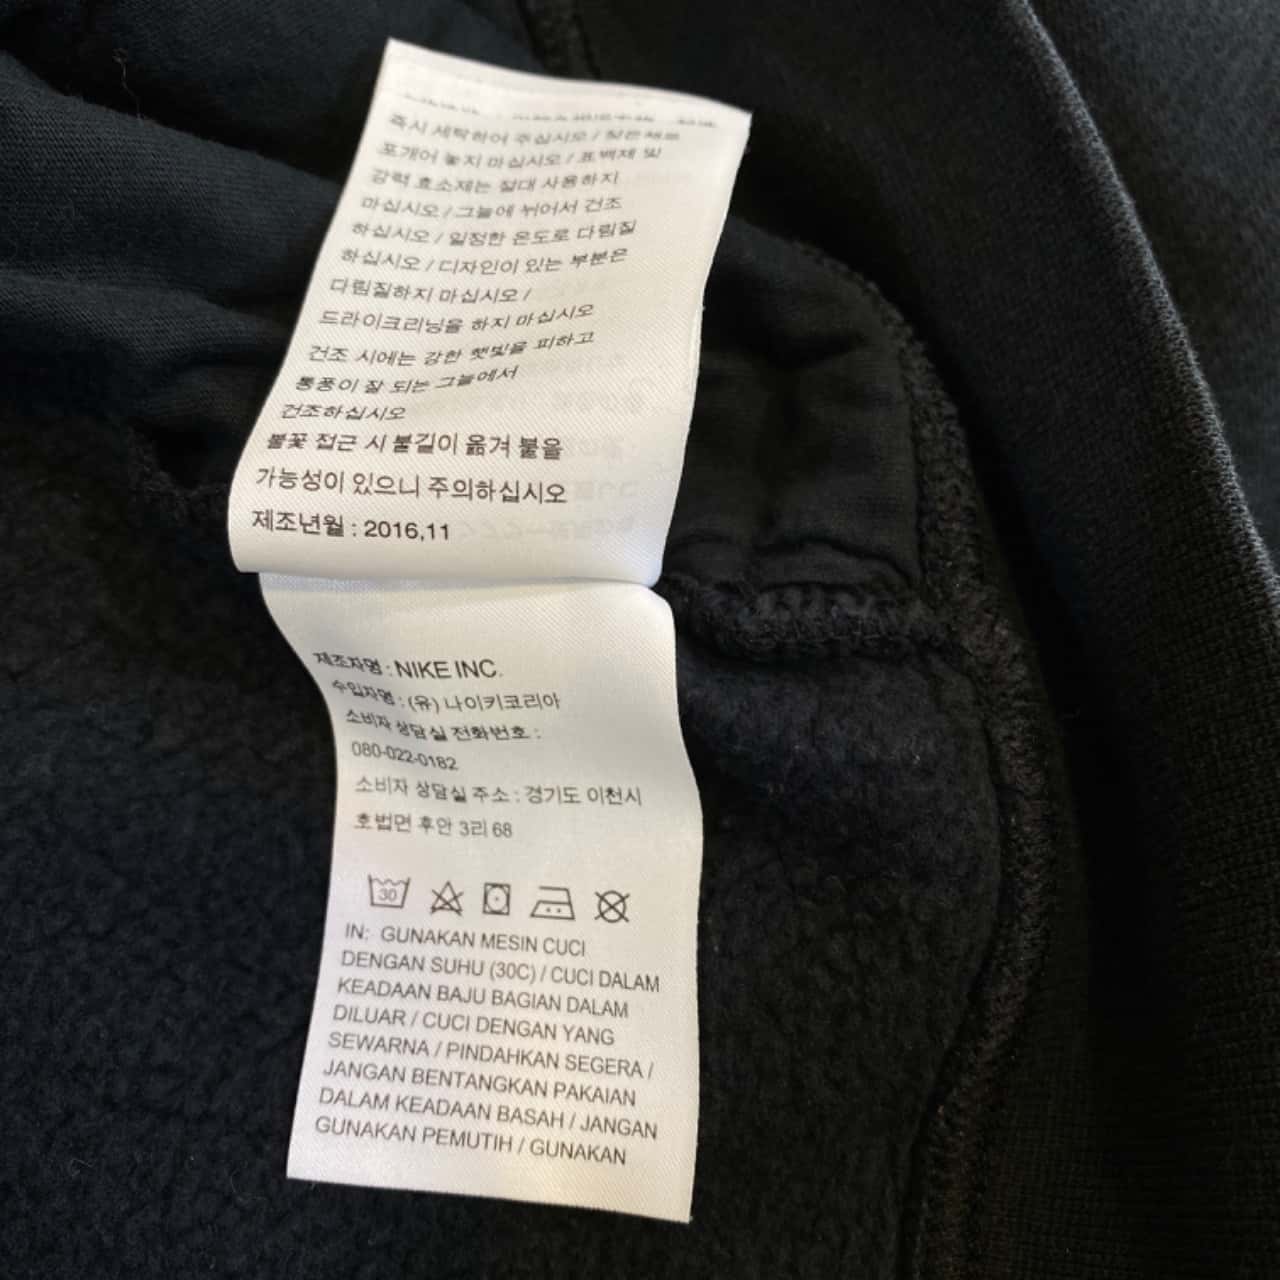 즉시 세탁하여 주십시오 / 젖은채로
포개어 놓지 마십시오 / 표백제 및
강력 효소제는 절대 사용하지
마십시오 / 그늘에 뉘어서 건조
하십시오 / 일정한 온도로 다림질
하십시오 / 디자인이 있는 부분은
다림질하지 마십시오 /
드라이크리닝을 하지 마십시오
건조 시에는 강한 햇빛을 피하고
통풍이 잘 되는 그늘에서
건조하십시오
불꽃 접근 시 불길이 옮겨 붙을
가능성이 있으니 주의하십시오
제조년월 : 2016,11
제조자명 : NIKE INC.
수입자명 : (유) 나이키코리아
소비자 상담실 전화번호 :
080-022-0182
소비자 상담실 주소 : 경기도 이천시
호법면 후안 3리 68
30
IN: GUNAKAN MESIN CUCI
DENGAN SUHU (30C) / CUCI DALAM
KEADAAN BAJU BAGIAN DALAM
DILUAR / CUCI DENGAN YANG
SEWARNA / PINDAHKAN SEGERA /
JANGAN BENTANGKAN PAKAIAN
DALAM KEADAAN BASAH / JANGAN
GUNAKAN PEMUTIH / GUNAKAN